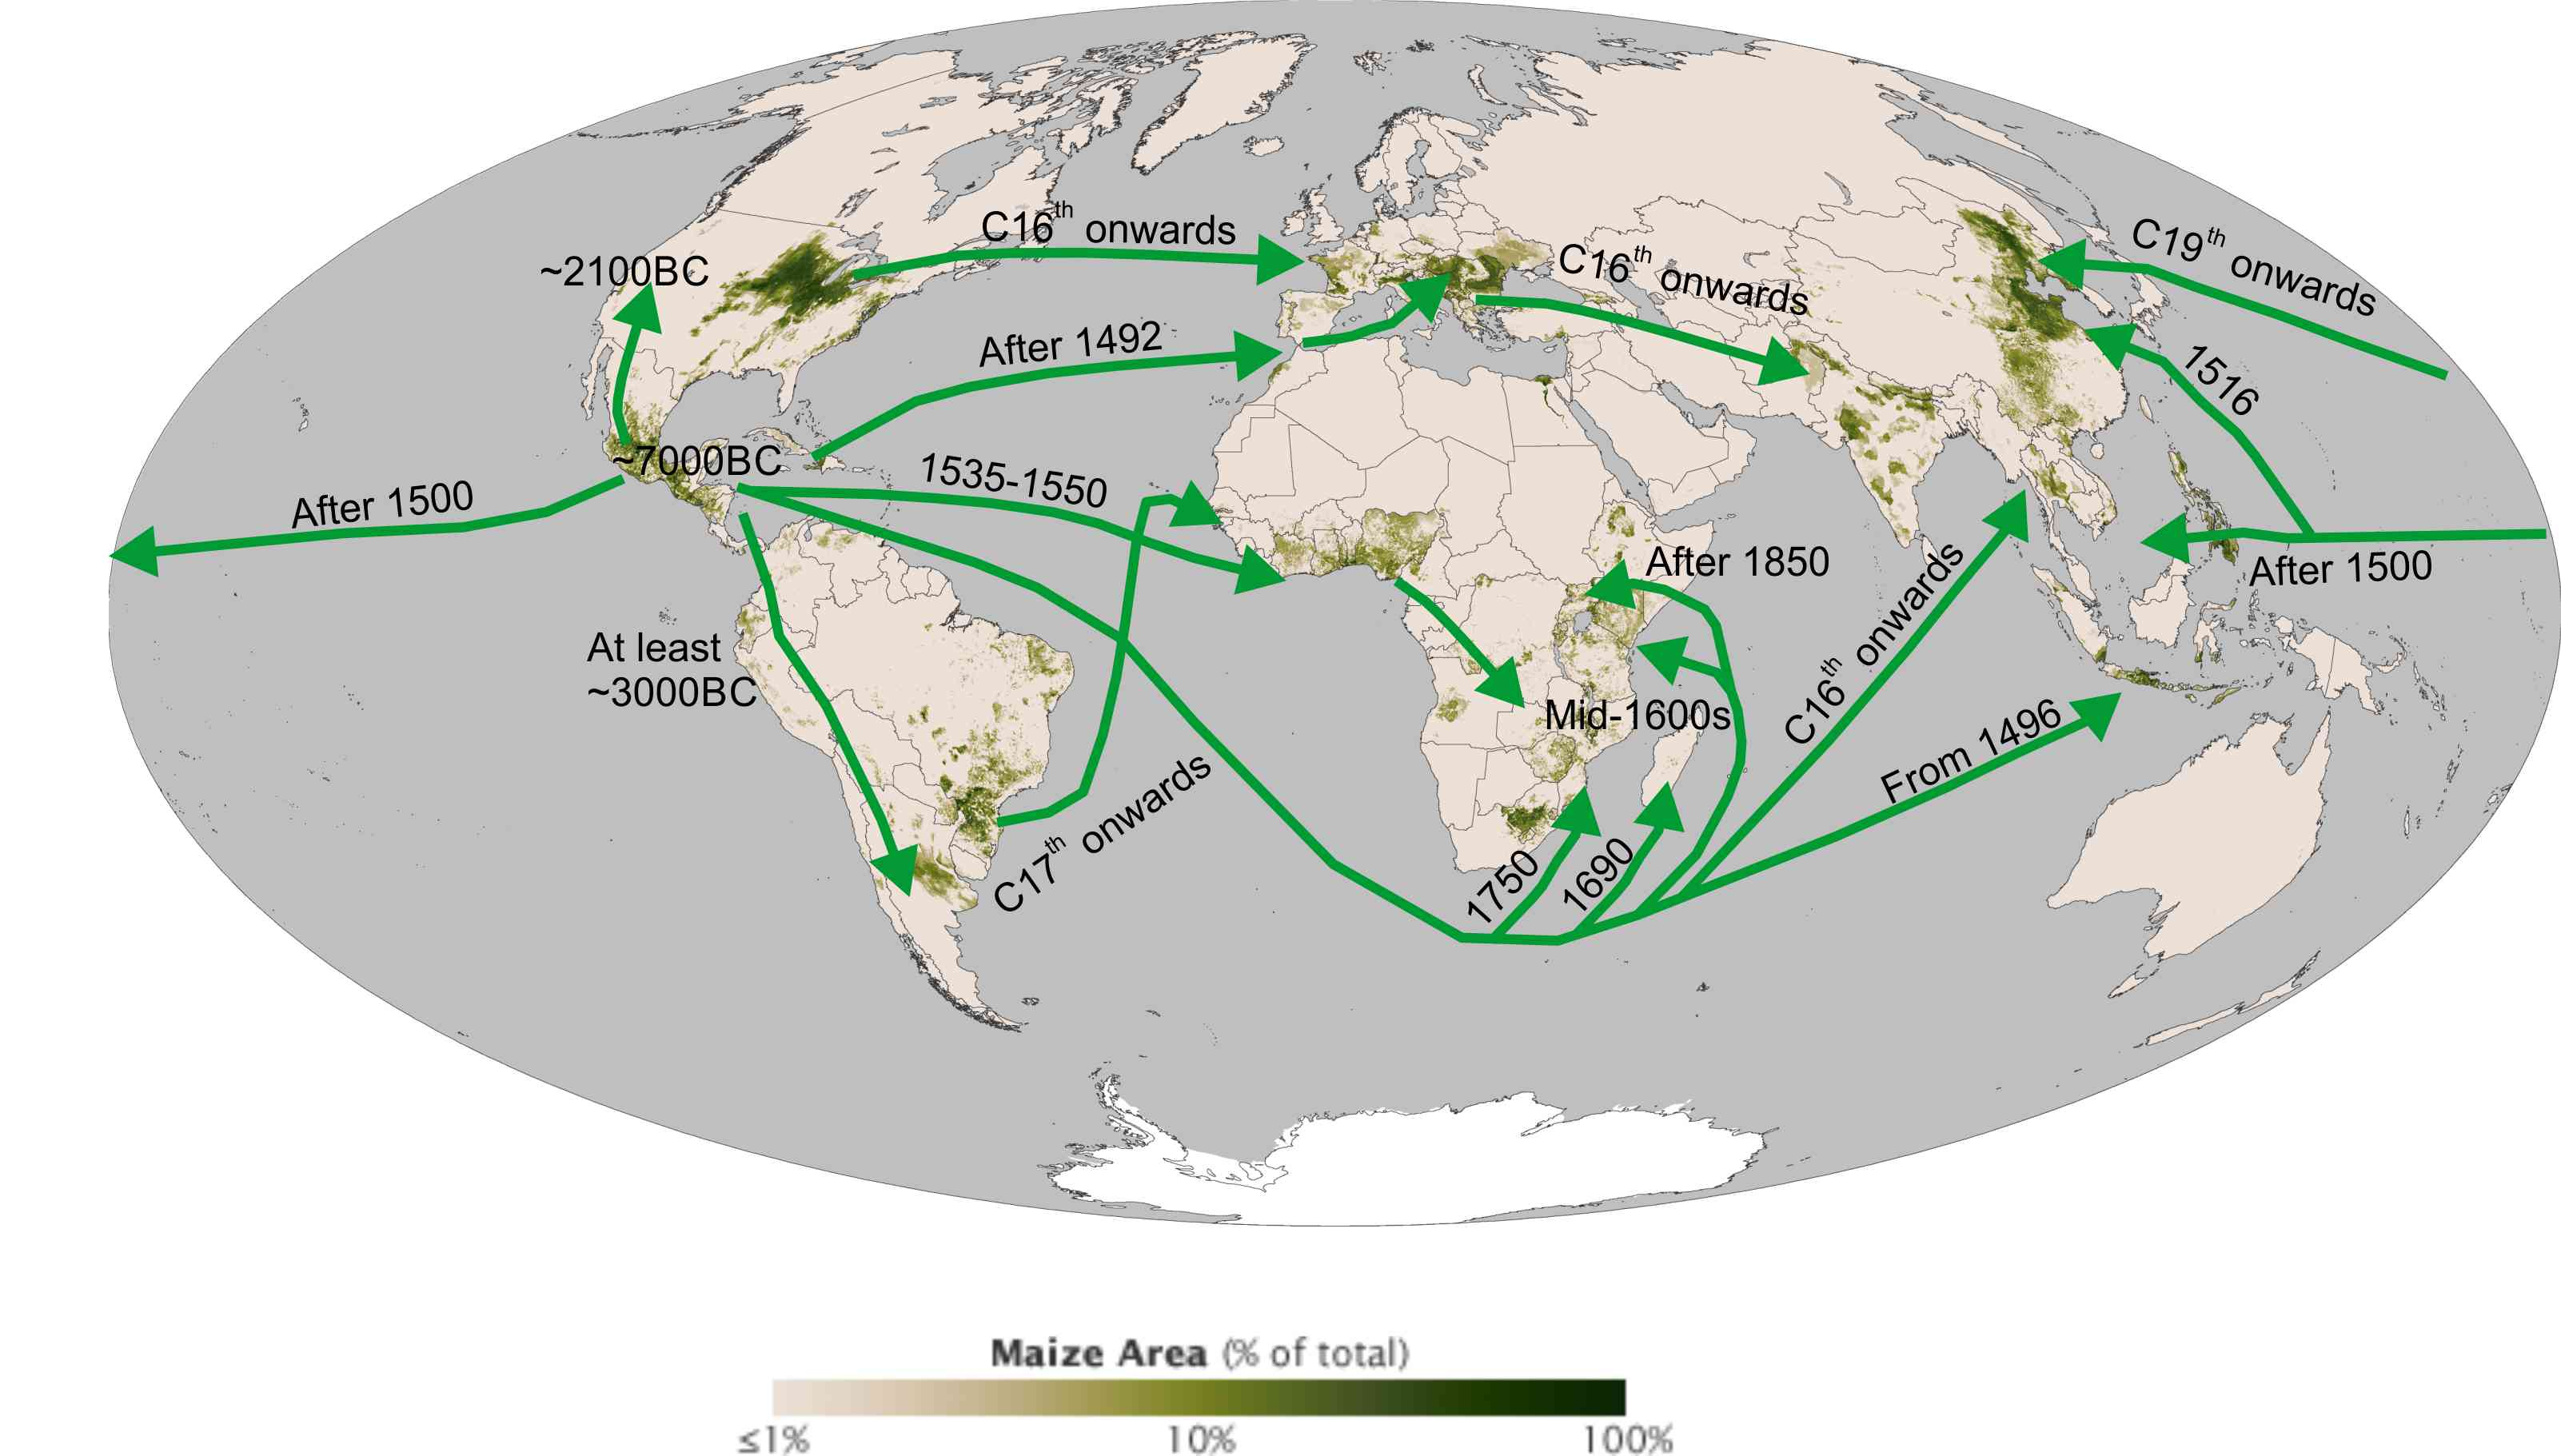 C16th onwards
C19th onwards
~2100BC
C16th onwards
After 1492
1516
~7000BC
1535-1550
After 1500
After 1850
After 1500
At least
~3000BC
C16th onwards
Mid-1600s
From 1496
C17th onwards
1750
1690
Maize Area (% of total)
≤1% 10% 100%